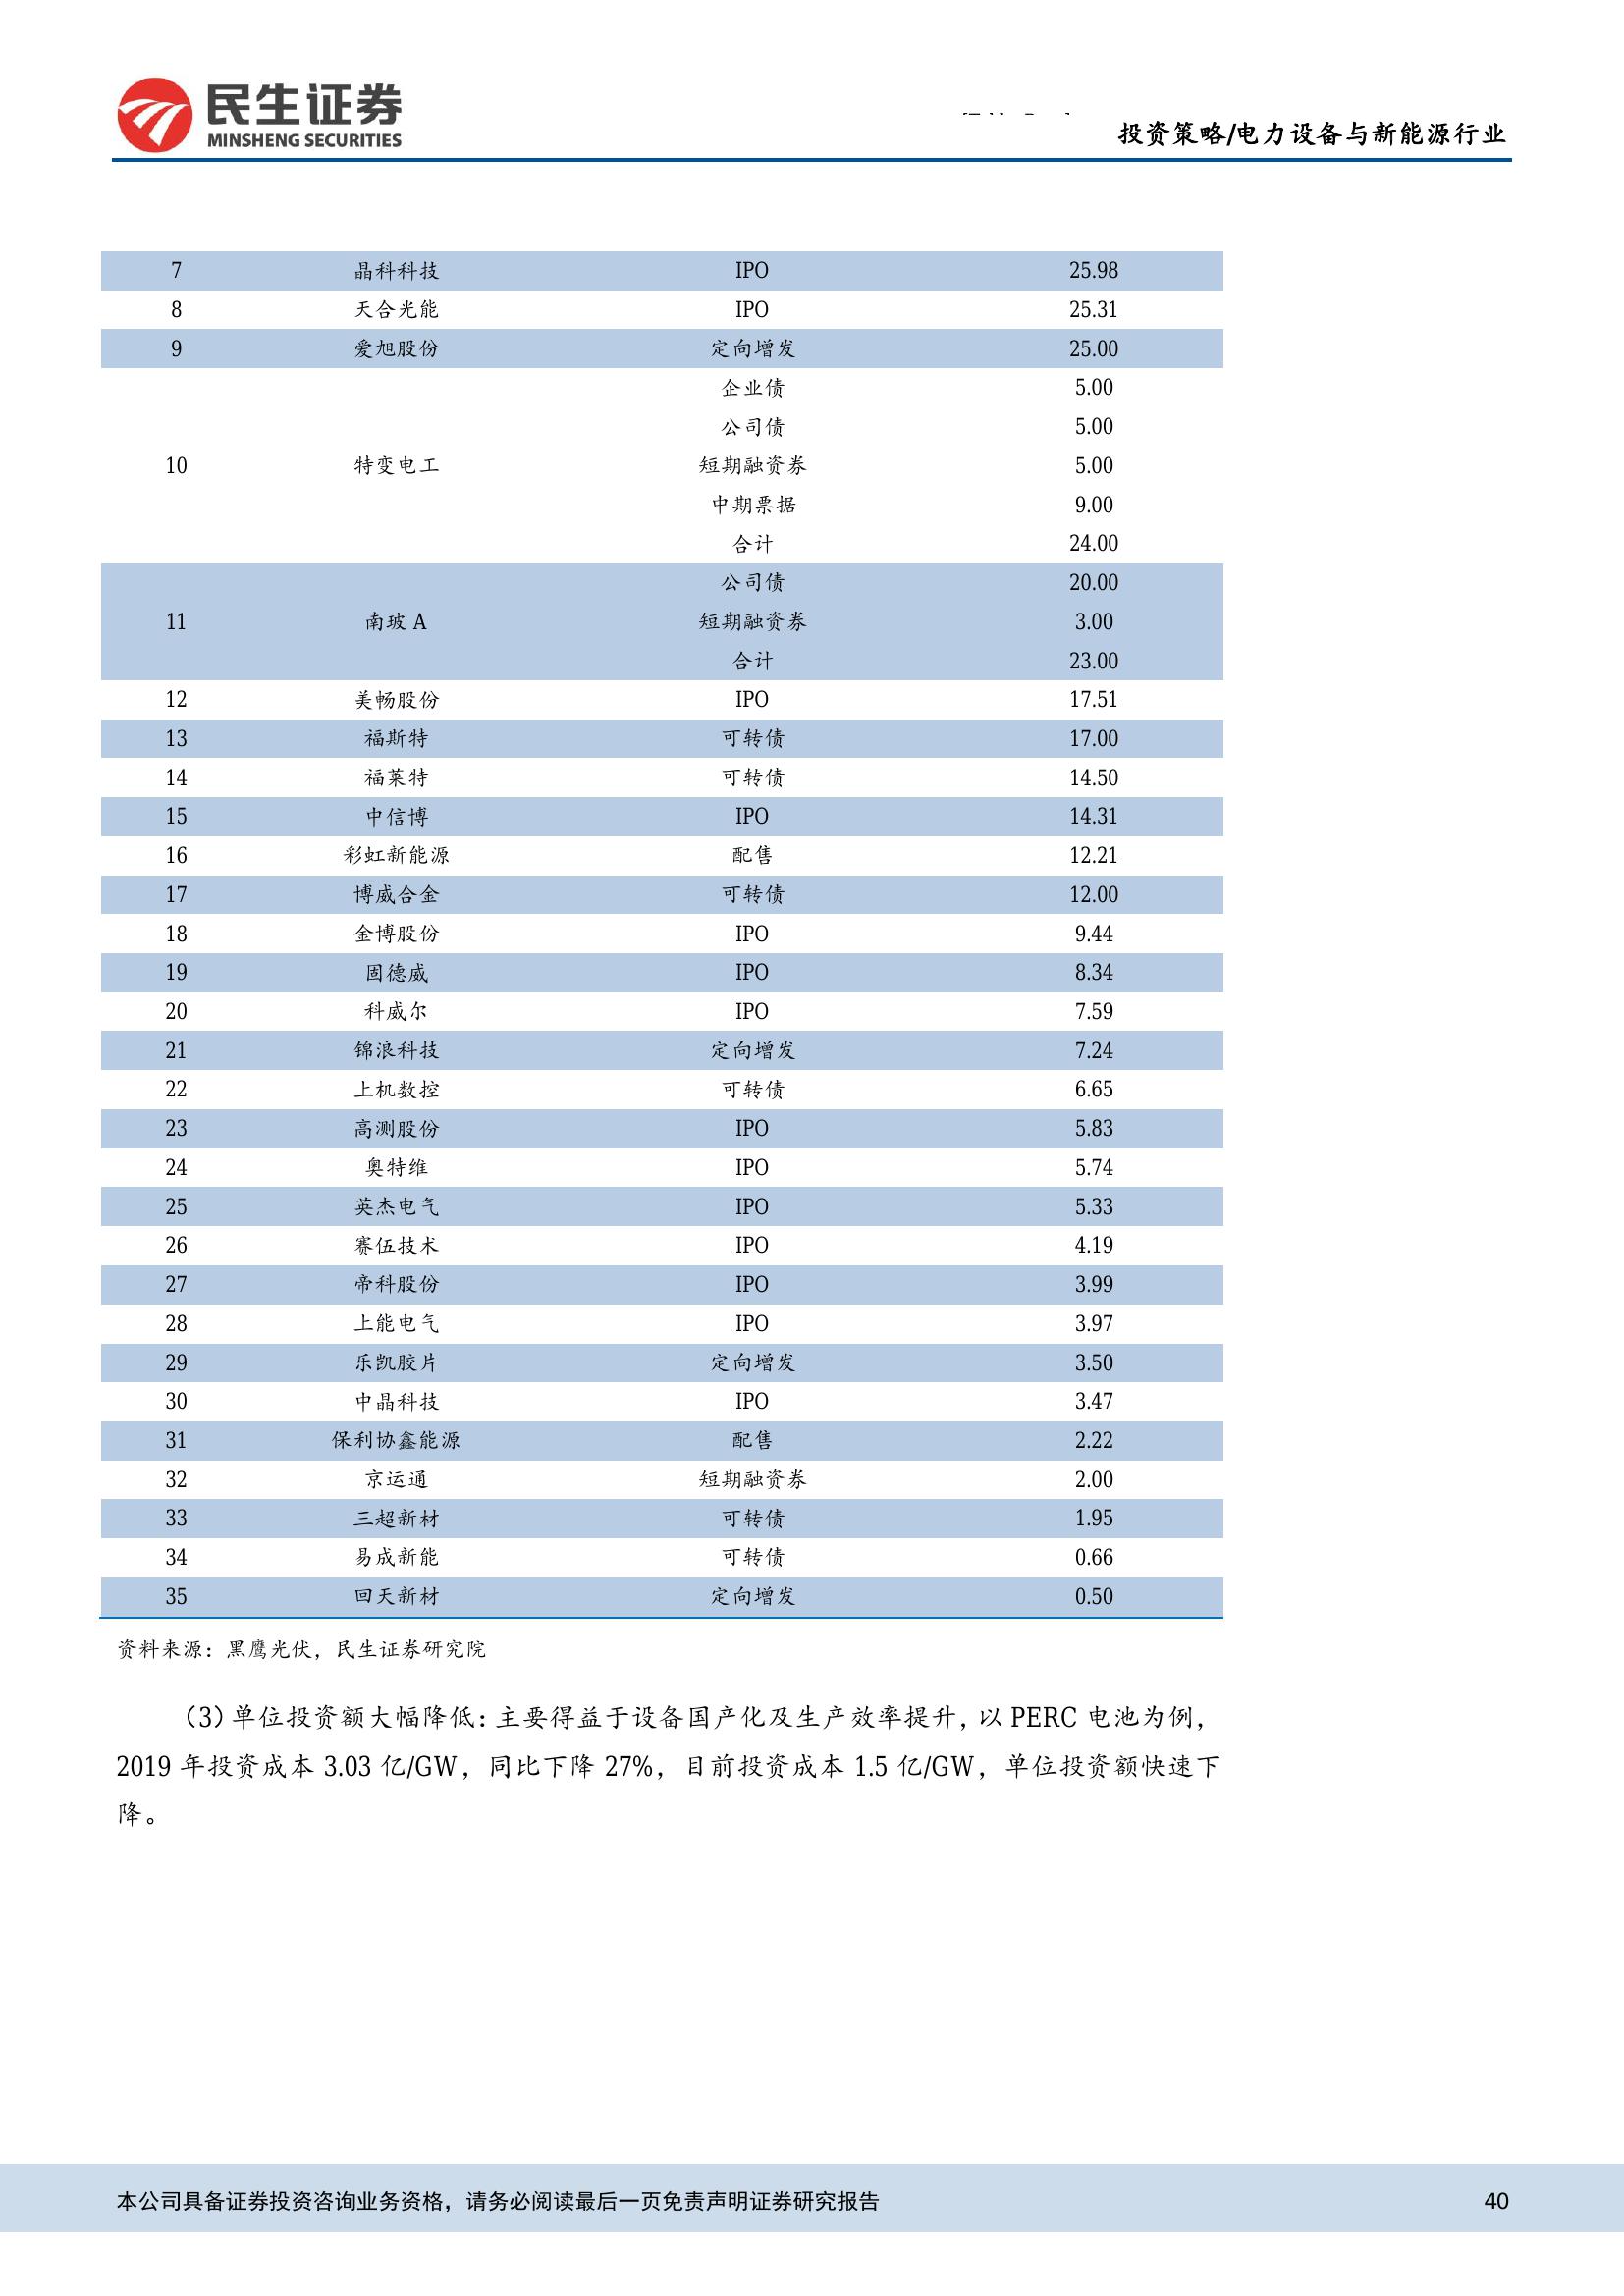 民生证券
MINSHENG SECURITIES
投资策略/电力设备与新能源行业
7 晶科科技 IPO 25.98
8 天合光能 IPO 25.31
9 爱旭股份 定向增发 25.00
企业债 5.00
公司债 5.00
10 特变电工 短期融资券 5.00
中期票据 9.00
合计 24.00
公司债 20.00
11 南玻 A 短期融资券 3.00
合计 23.00
12 美畅股份 IPO 17.51
13 福斯特 可转债 17.00
14 福莱特 可转债 14.50
15 中信博 IPO 14.31
16 彩虹新能源 配售 12.21
17 博威合金 可转债 12.00
18 金博股份 IPO 9.44
19 固德威 IPO 8.34
20 科威尔 IPO 7.59
21 锦浪科技 定向增发 7.24
22 上机数控 可转债 6.65
23 高测股份 IPO 5.83
24 奥特维 IPO 5.74
25 英杰电气 IPO 5.33
26 赛伍技术 IPO 4.19
27 帝科股份 IPO 3.99
28 上能电气 IPO 3.97
29 乐凯胶片 定向增发 3.50
30 中晶科技 IPO 3.47
31 保利协鑫能源 配售 2.22
32 京运通 短期融资券 2.00
33 三超新材 可转债 1.95
34 易成新能 可转债 0.66
35 回天新材 定向增发 0.50
资料来源：黑鹰光伏，民生证券研究院
（3）单位投资额大幅降低：主要得益于设备国产化及生产效率提升，以 PERC 电池为例，
2019 年投资成本 3.03 亿/GW，同比下降 27%，目前投资成本 1.5 亿/GW，单位投资额快速下
降。
本公司具备证券投资咨询业务资格，请务必阅读最后一页免责声明证券研究报告 40